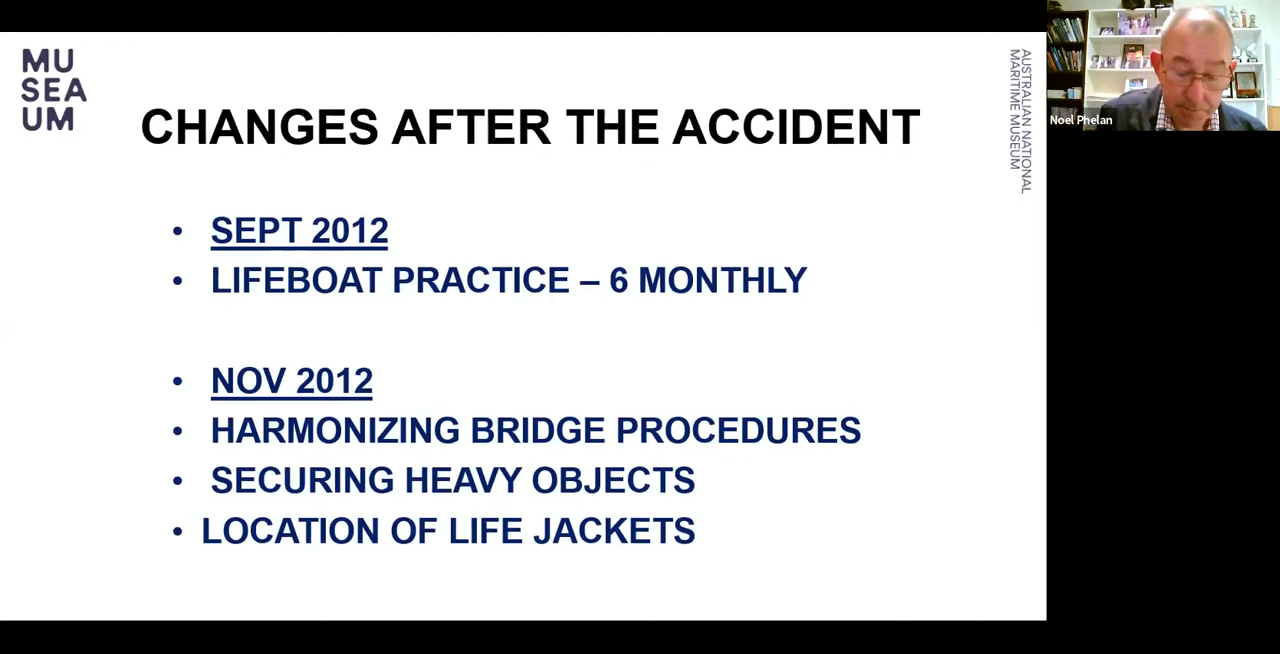 MU
SEA
UM
CHANGES AFTER THE ACCIDENT
• SEPT 2012
• LIFEBOAT PRACTICE – 6 MONTHLY
• NOV 2012
• HARMONIZING BRIDGE PROCEDURES
• SECURING HEAVY OBJECTS
• LOCATION OF LIFE JACKETS
AUSTRALIAN NATIONAL
MARITIME MUSEUM
Noel Phelan